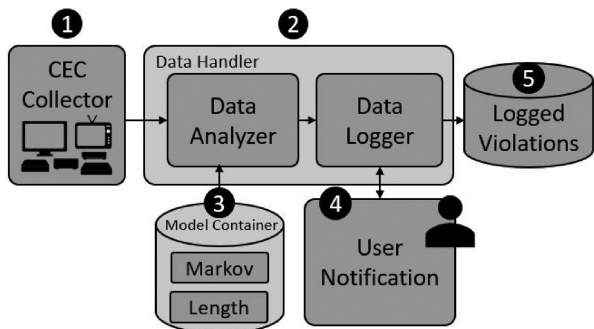 1
CEC
Collector
2
Data Handler
Data
Analyzer
Data
Logger
5
Logged
Violations
3
Model Container
Markov
Length
4
User
Notification